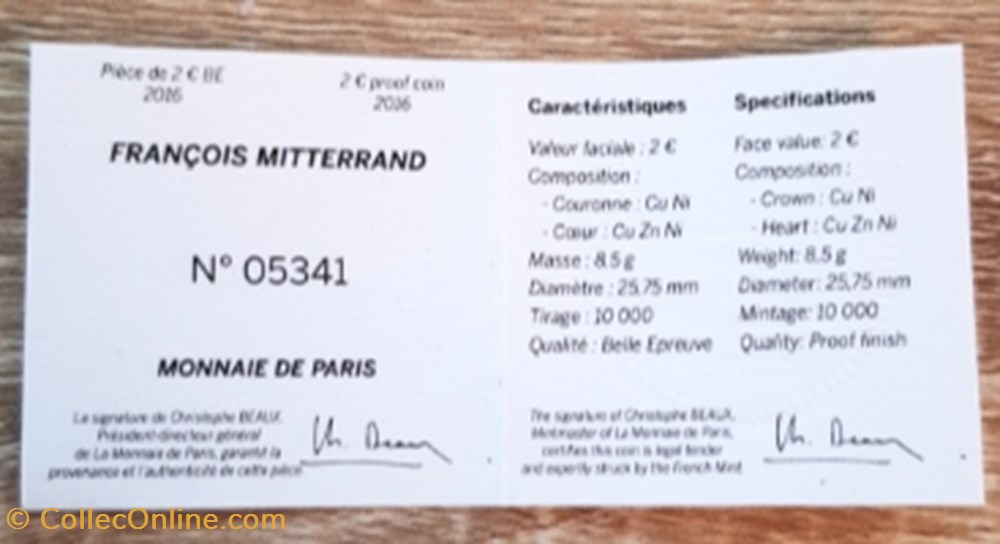 Pièce de 2 € BE
2016
2 € proof coin
2016
FRANÇOIS MITTERRAND
N° 05341
MONNAIE DE PARIS
La signature de Christophe BEAUX,
Président-directeur général
de La Monnaie de Paris, garantit la
provenance et l'authenticité de cette pièce
Ch. Beaux
Caractéristiques
Valeur faciale : 2 €
Composition :
- Couronne : Cu Ni
- Cœur : Cu Zn Ni
Masse : 8.5 g
Diamètre : 25,75 mm
Tirage : 10 000
Qualité : Belle Epreuve
Specifications
Face value: 2 €
Composition :
- Crown : Cu Ni
- Heart : Cu Zn Ni
Weight: 8.5 g
Diameter: 25,75 mm
Mintage: 10 000
Quality: Proof finish
The signature of Christophe BEAUX,
Mintmaster of La Monnaie de Paris,
certifies this coin is legal tender
and expertly struck by the French Mint
Ch. Beaux
© CollecOnline.com